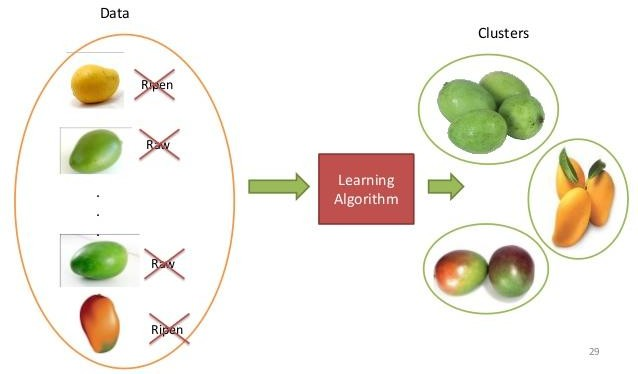 Data
Clusters
Ripen
Raw
.
.
.
Raw
Ripen
Learning
Algorithm
29